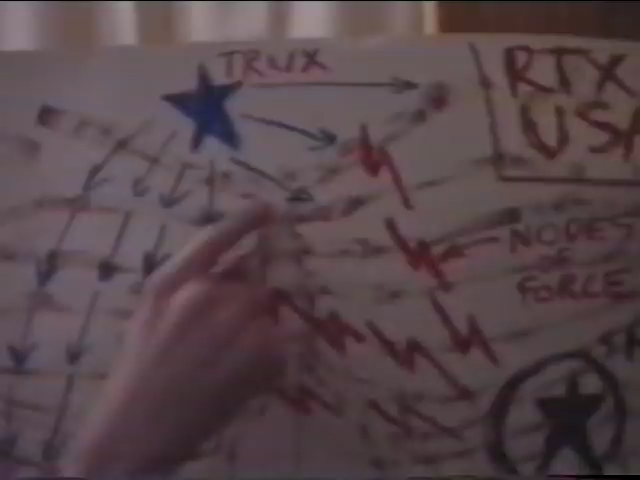 TRUX
RTX
USA
NODES
OF
FORCE